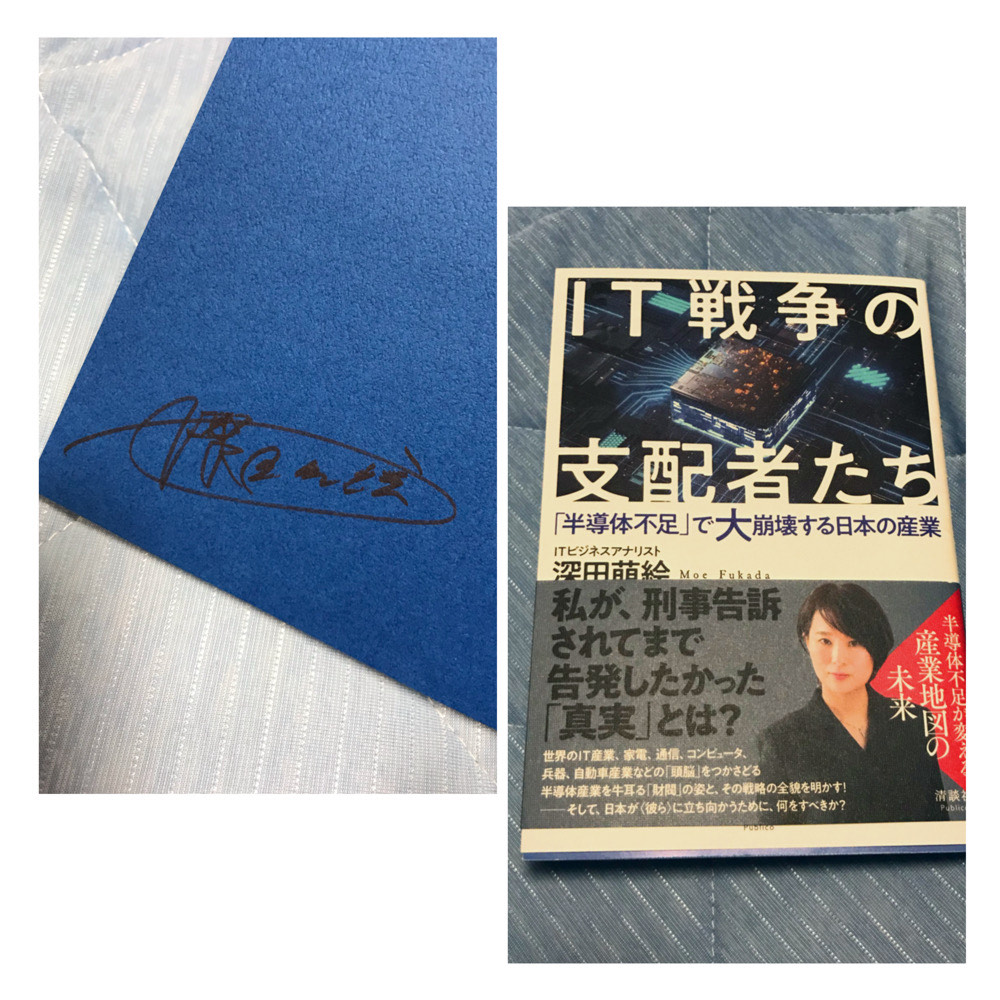 IT戦争の
支配者たち
「半導体不足」で大崩壊する日本の産業
ITビジネスアナリスト
深田萌絵 Moe Fukada
私が、刑事告訴
されてまで
告発したかった
「真実」とは?
半導体不足が変える
産業地図の
未来
世界のIT産業、家電、通信、コンピュータ、
兵器、自動車産業などの「頭脳」をつかさどる
半導体産業を牛耳る「財閥」の姿と、その戦略の全貌を明かす!
――そして、日本が〈彼ら〉に立ち向かうために、何をすべきか?
清談社
Publico
Publico